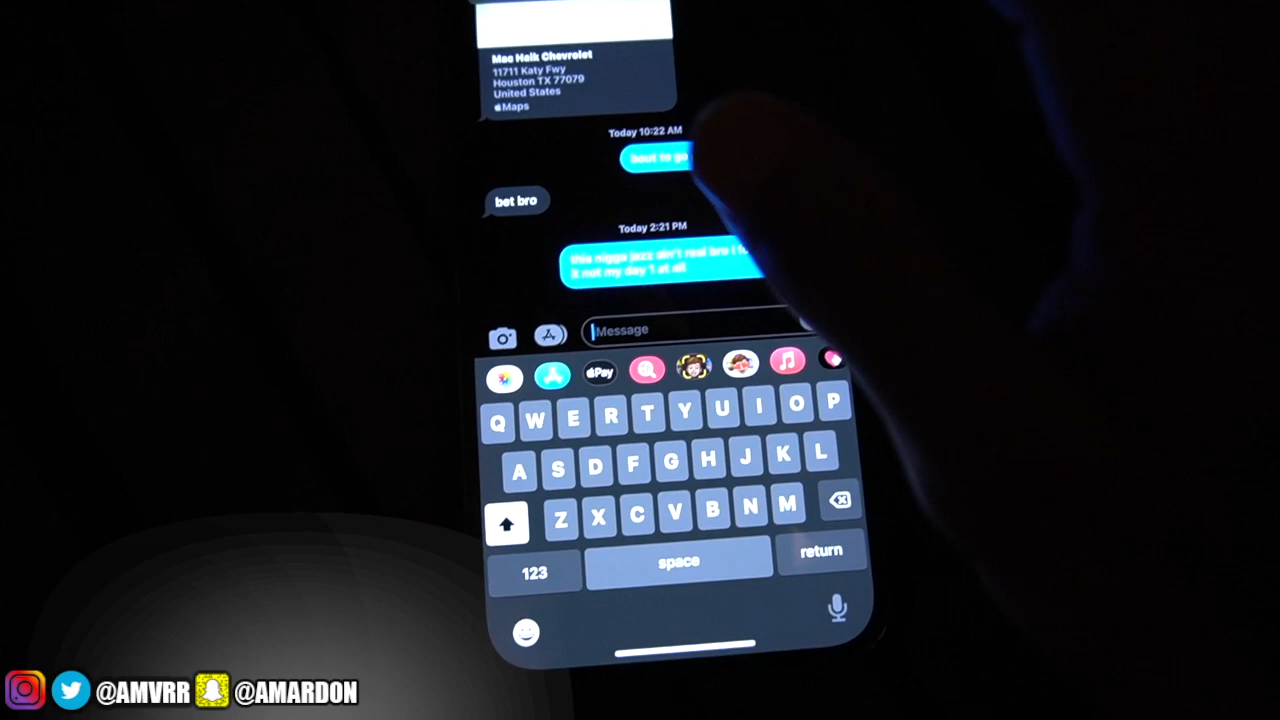 Mac Haik Chevrolet
11711 Katy Fwy
Houston TX 77079
United States
Maps
Today 10:22 AM
bout to go
bet bro
Today 2:21 PM
this nigga jazz ain't real bro I
it not my day 1 at all
Message
Pay
Q W E R T Y U I O P
A S D F G H J K L
Z X C V B N M
123 space return
@AMVRR @AMARDON